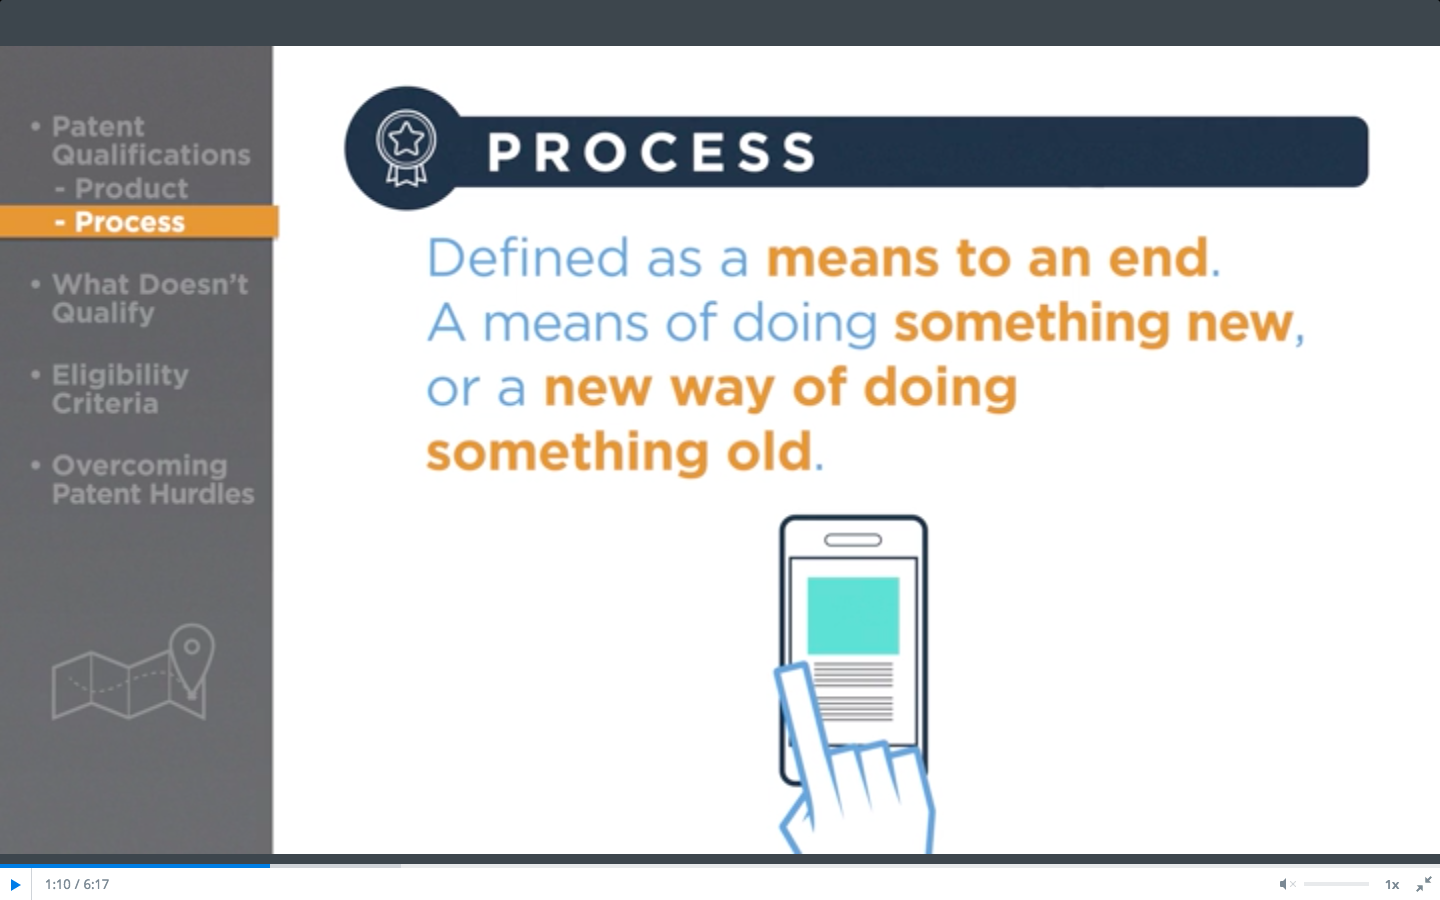 • Patent
Qualifications
- Product
- Process
• What Doesn't
Qualify
• Eligibility
Criteria
• Overcoming
Patent Hurdles
PROCESS
Defined as a means to an end.
A means of doing something new,
or a new way of doing
something old.
1:10 / 6:17
1x